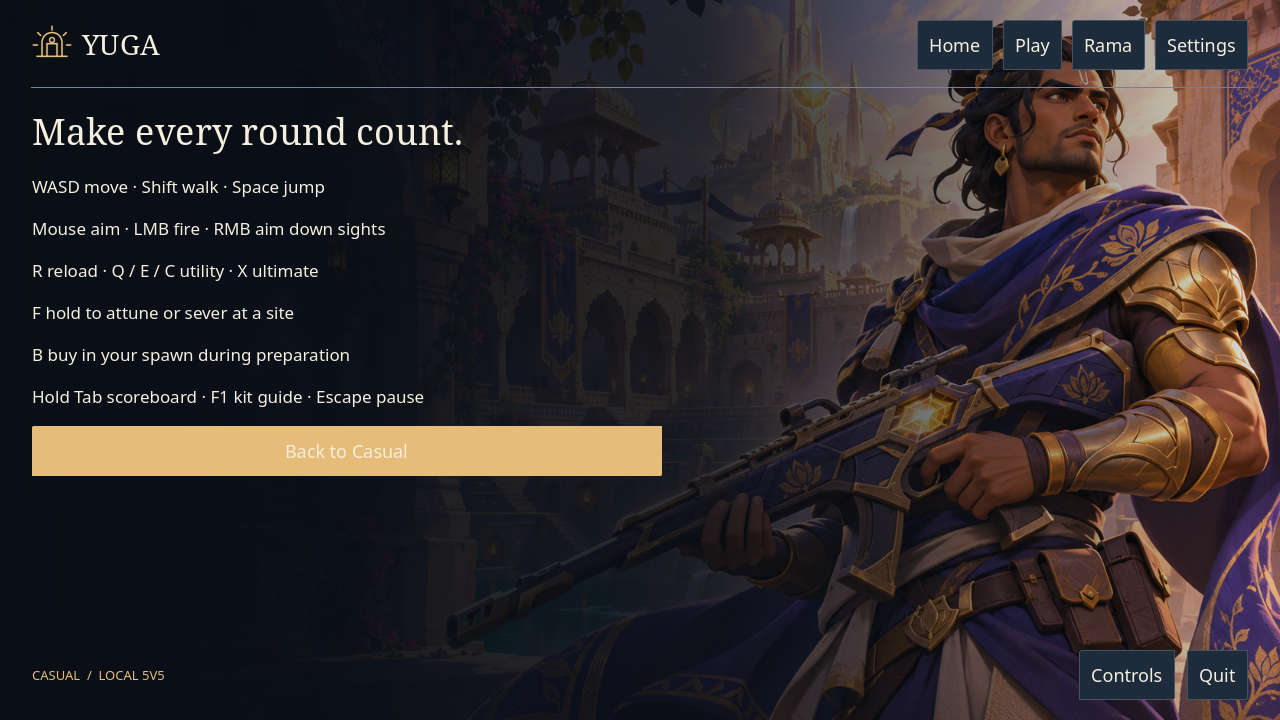 YUGA
Home
Play
Rama
Settings
Make every round count.
WASD move · Shift walk · Space jump
Mouse aim · LMB fire · RMB aim down sights
R reload · Q / E / C utility · X ultimate
F hold to attune or sever at a site
B buy in your spawn during preparation
Hold Tab scoreboard · F1 kit guide · Escape pause
Back to Casual
CASUAL / LOCAL 5V5
Controls
Quit